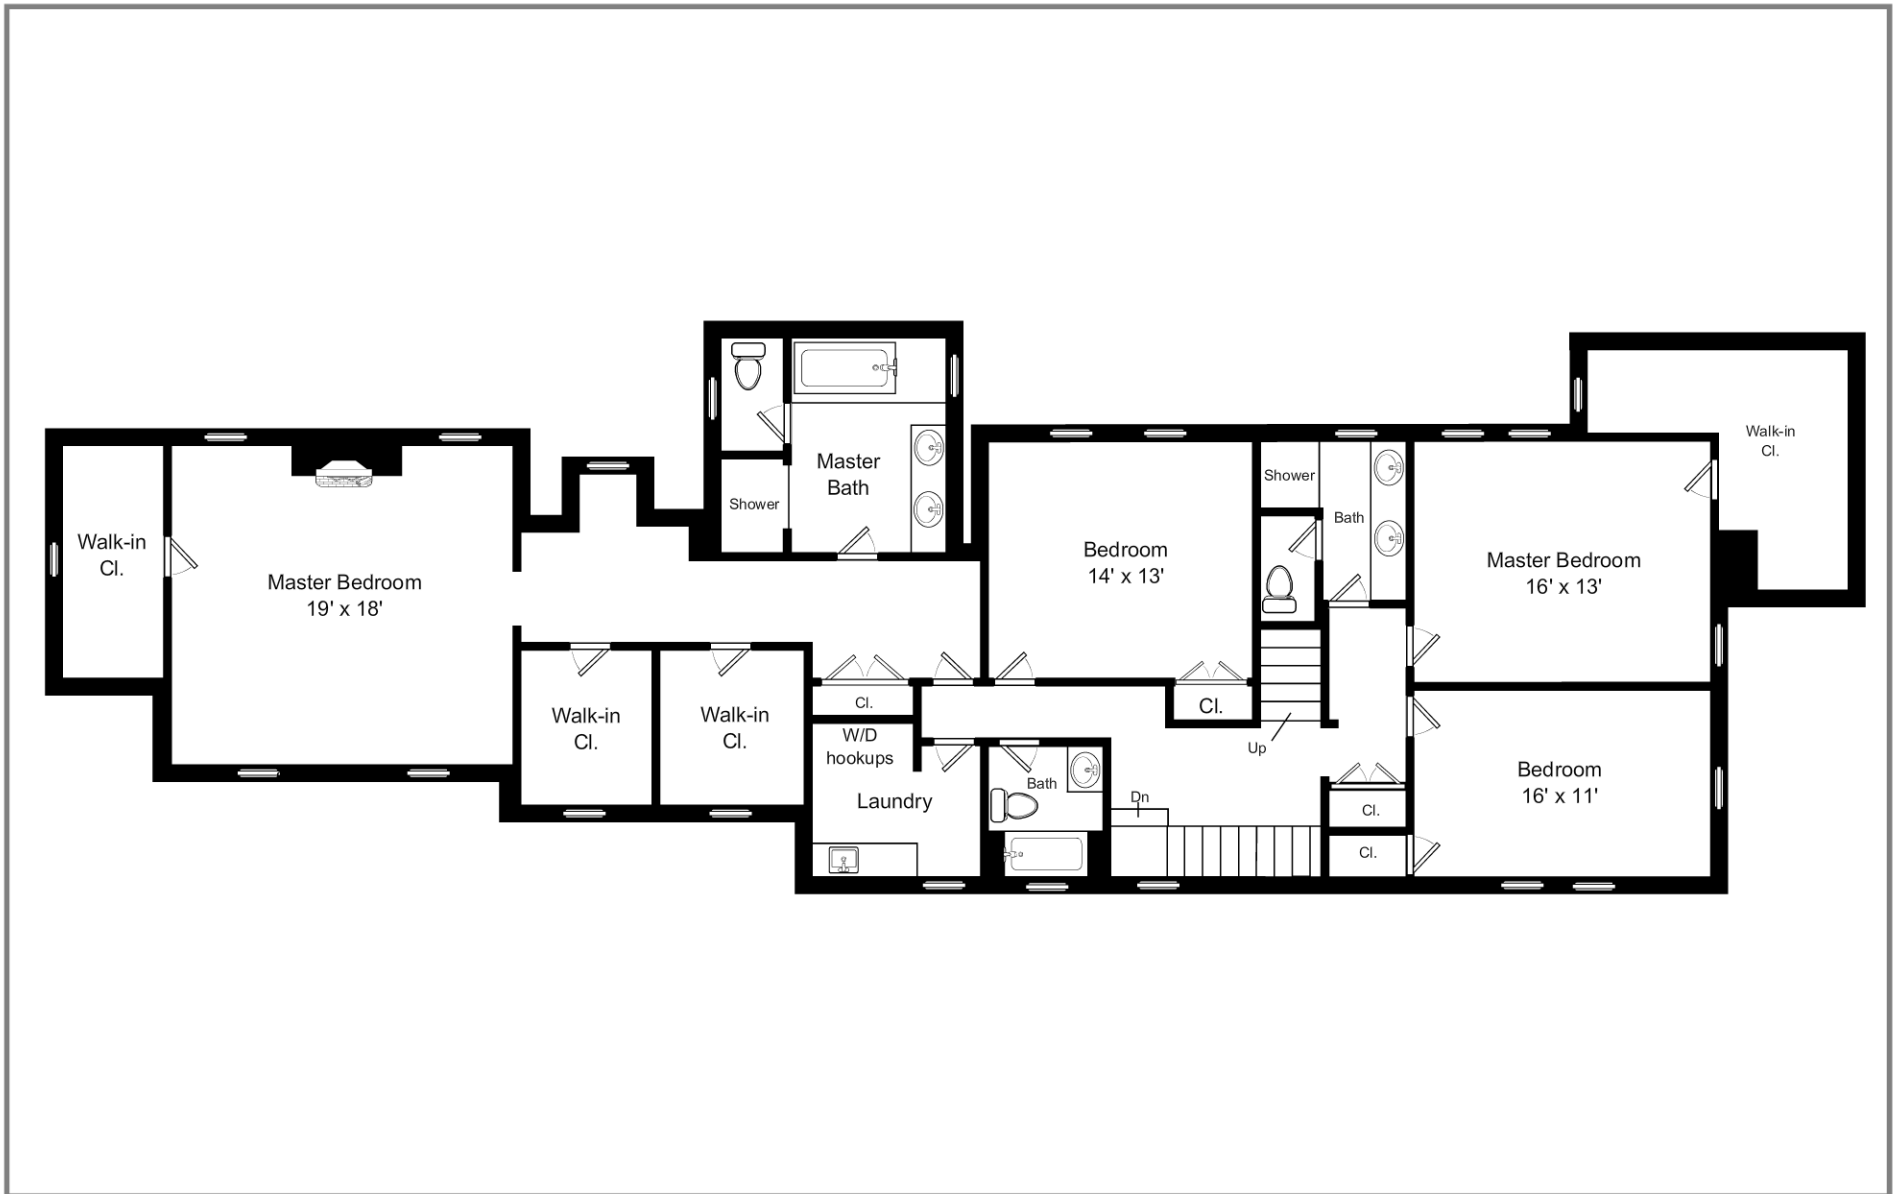 Walk-in
Cl.
Master Bedroom
19' x 18'
Walk-in
Cl.
Walk-in
Cl.
Master
Bath
Shower
Cl.
W/D
hookups
Laundry
Bath
Bedroom
14' x 13'
Cl.
Shower
Bath
Up
Dn
Cl.
Cl.
Master Bedroom
16' x 13'
Walk-in
Cl.
Bedroom
16' x 11'